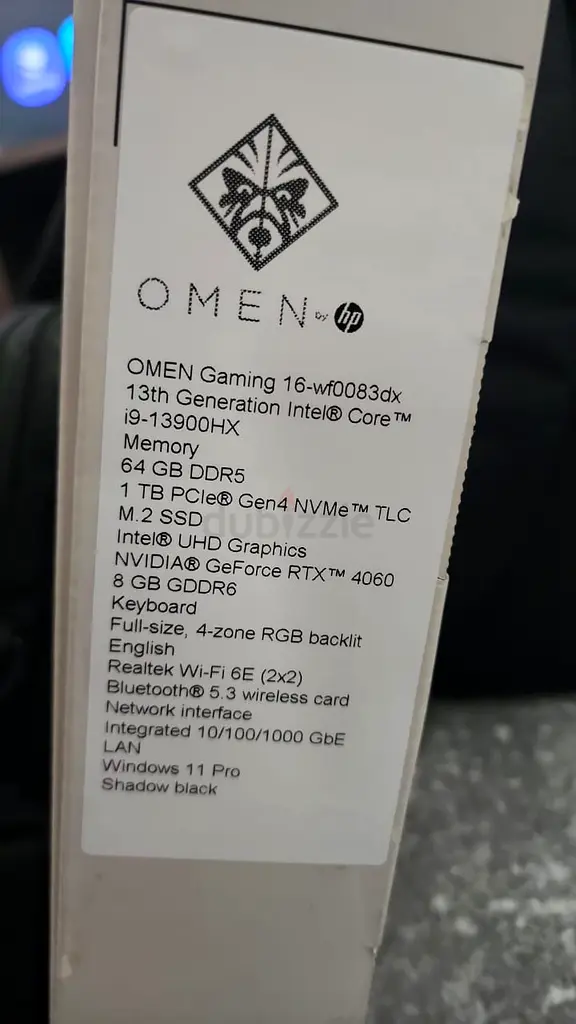 OMEN by hp
OMEN Gaming 16-wf0083dx
13th Generation Intel® Core™
i9-13900HX
Memory
64 GB DDR5
1 TB PCIe® Gen4 NVMe™ TLC
M.2 SSD
dubizzle
Intel® UHD Graphics
NVIDIA® GeForce RTX™ 4060
8 GB GDDR6
Keyboard
Full-size, 4-zone RGB backlit
English
Realtek Wi-Fi 6E (2x2)
Bluetooth® 5.3 wireless card
Network interface
Integrated 10/100/1000 GbE
LAN
Windows 11 Pro
Shadow black